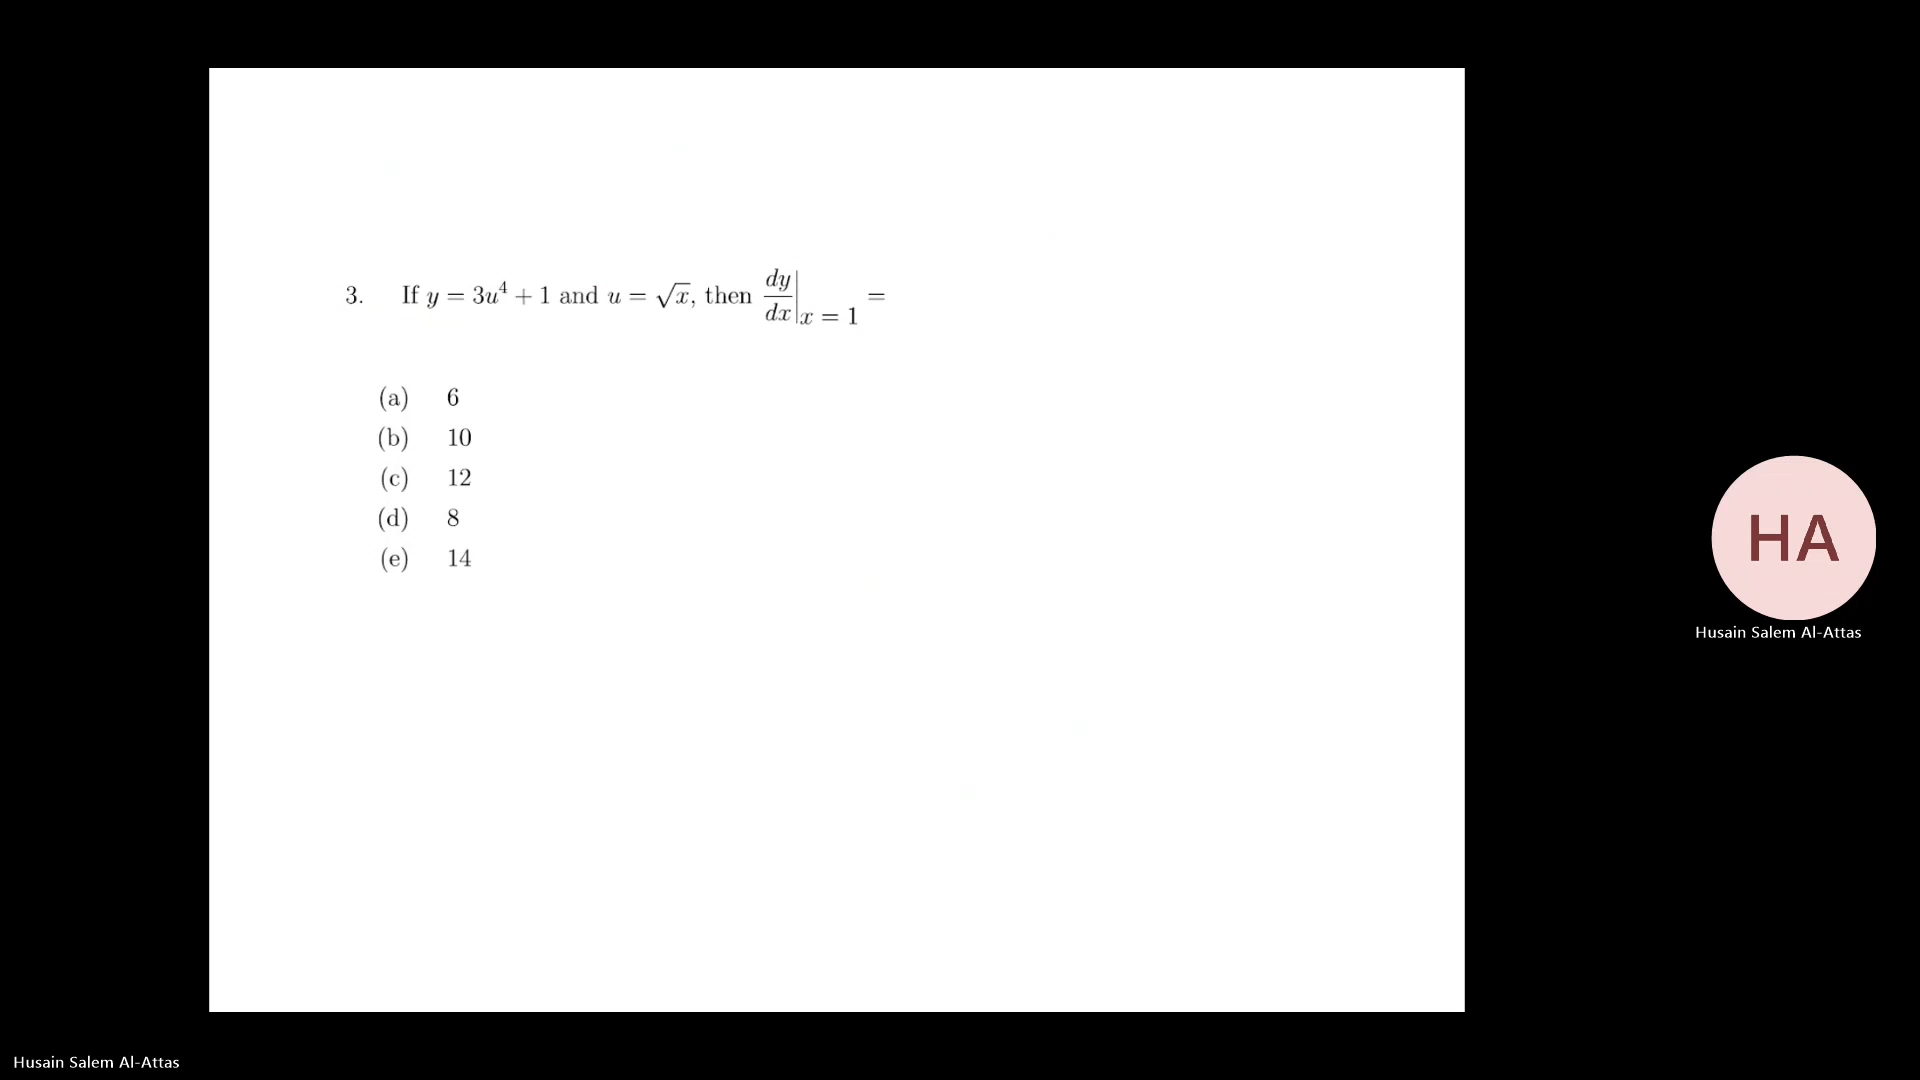 3. If y = 3u⁴ + 1 and u = √x, then dy/dx|x = 1 =
(a) 6
(b) 10
(c) 12
(d) 8
(e) 14
HA
Husain Salem Al-Attas
Husain Salem Al-Attas